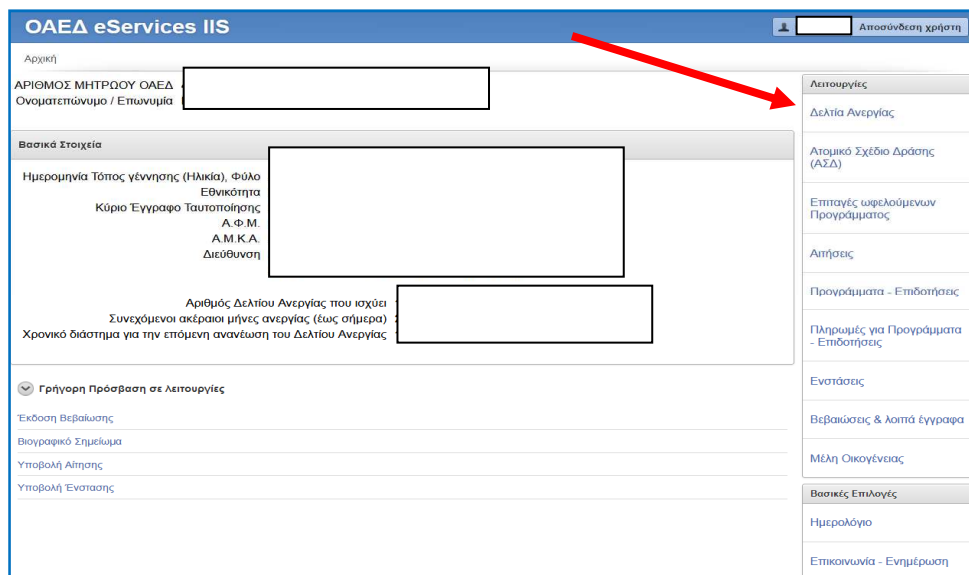 ΟΑΕΔ eServices IIS
Αποσύνδεση χρήστη
Αρχική
ΑΡΙΘΜΟΣ ΜΗΤΡΩΟΥ ΟΑΕΔ
Ονοματεπώνυμο / Επωνυμία
Βασικά Στοιχεία
Ημερομηνία Τόπος γέννησης (Ηλικία), Φύλο
Εθνικότητα
Κύριο Έγγραφο Ταυτοποίησης
Α.Φ.Μ.
Α.Μ.Κ.Α.
Διεύθυνση
Αριθμός Δελτίου Ανεργίας που ισχύει
Συνεχόμενοι ακέραιοι μήνες ανεργίας (έως σήμερα)
Χρονικό διάστημα για την επόμενη ανανέωση του Δελτίου Ανεργίας
Γρήγορη Πρόσβαση σε λειτουργίες
Έκδοση Βεβαίωσης
Βιογραφικό Σημείωμα
Υποβολή Αίτησης
Υποβολή Ένστασης
Λειτουργίες
Δελτία Ανεργίας
Ατομικό Σχέδιο Δράσης
(ΑΣΔ)
Επιταγές ωφελούμενων
Προγράμματος
Αιτήσεις
Προγράμματα - Επιδοτήσεις
Πληρωμές για Προγράμματα
- Επιδοτήσεις
Ενστάσεις
Βεβαιώσεις & λοιπά έγγραφα
Μέλη Οικογένειας
Βασικές Επιλογές
Ημερολόγιο
Επικοινωνία - Ενημέρωση